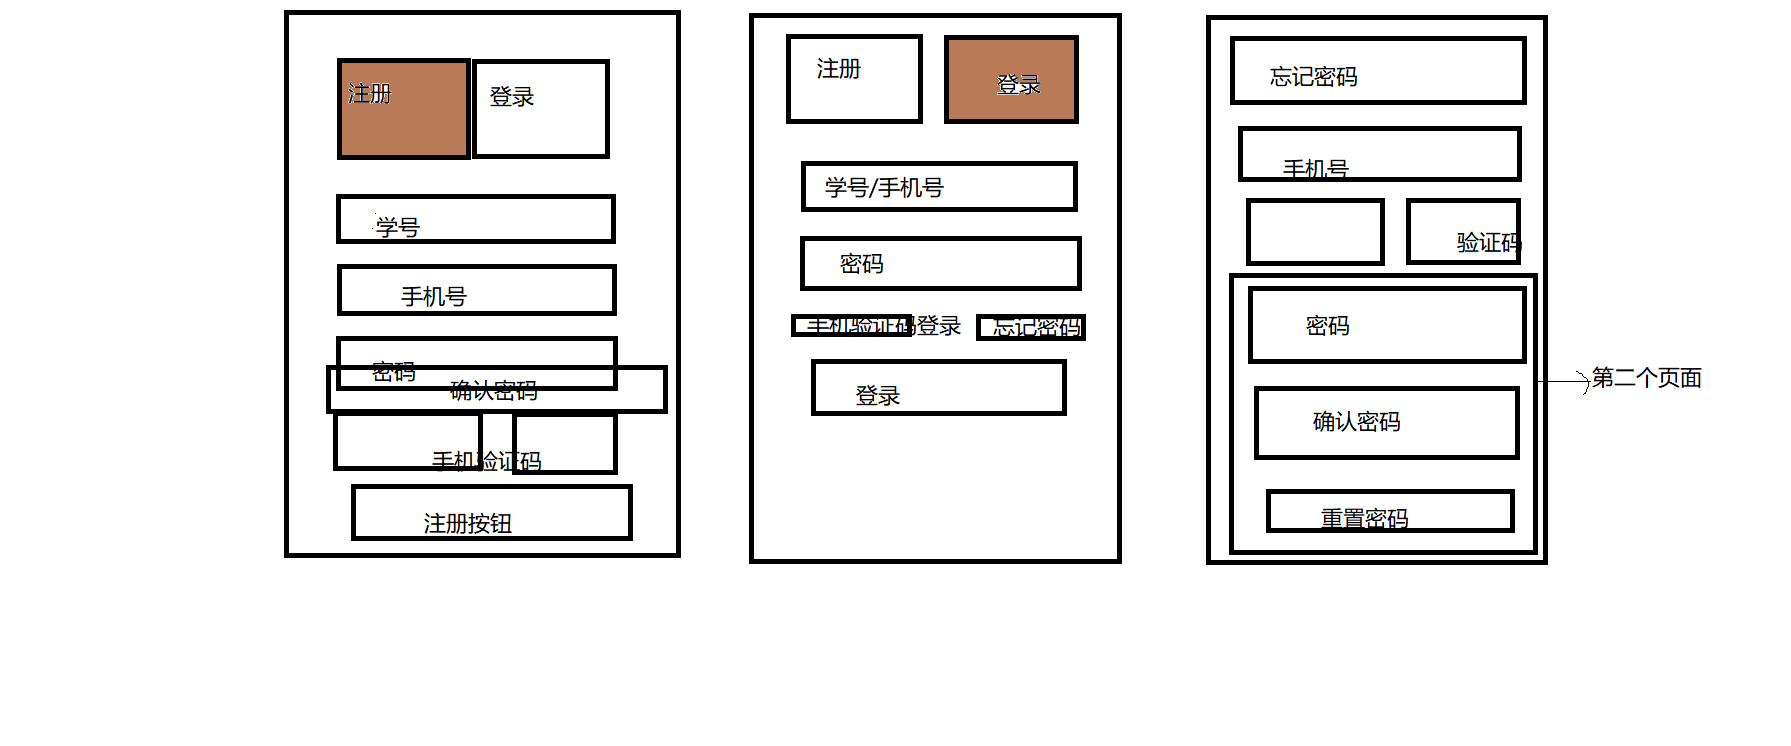 注册
登录
学号
手机号
密码
确认密码
手机验证码
注册按钮
注册
登录
学号/手机号
密码
手机验证码登录
忘记密码
登录
忘记密码
手机号
验证码
密码
确认密码
重置密码
第二个页面